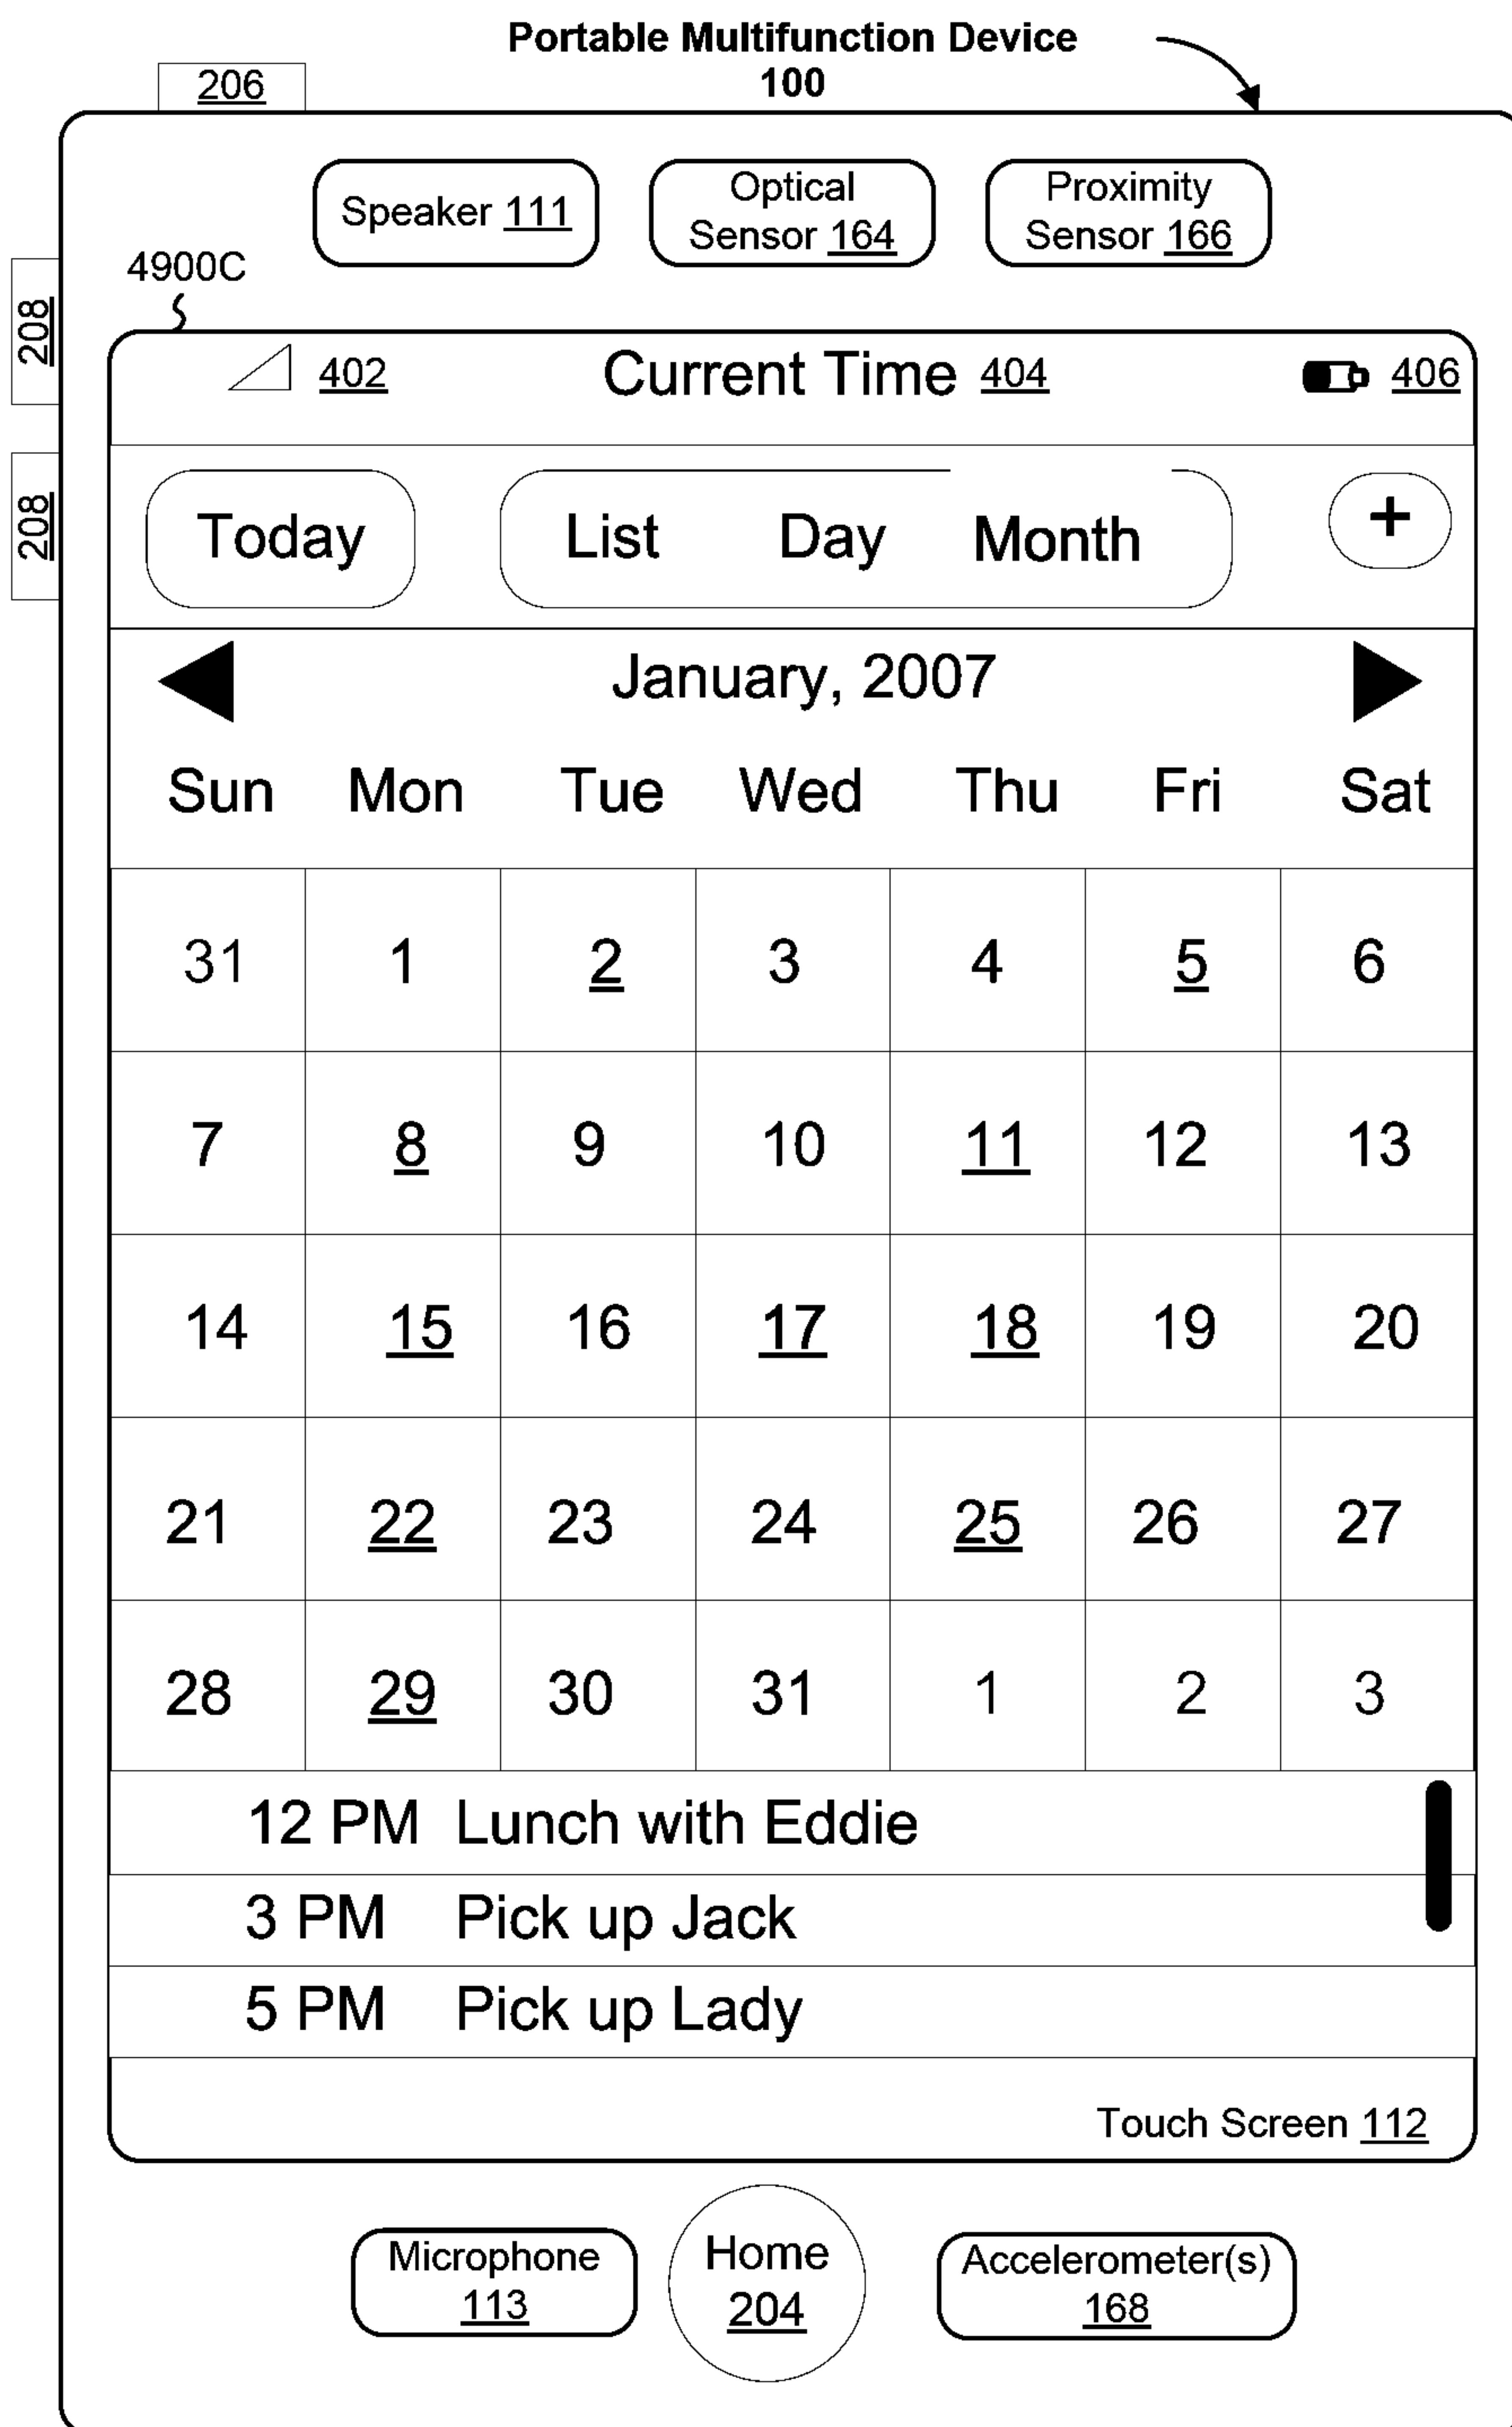 Portable Multifunction Device
100
206
Speaker 111
Optical
Sensor 164
Proximity
Sensor 166
4900C
208
208
402 Current Time 404 406
Today List Day Month +
January, 2007
Sun Mon Tue Wed Thu Fri Sat
31 1 2 3 4 5 6
7 8 9 10 11 12 13
14 15 16 17 18 19 20
21 22 23 24 25 26 27
28 29 30 31 1 2 3
12 PM Lunch with Eddie
3 PM Pick up Jack
5 PM Pick up Lady
Touch Screen 112
Microphone
113
Home
204
Accelerometer(s)
168